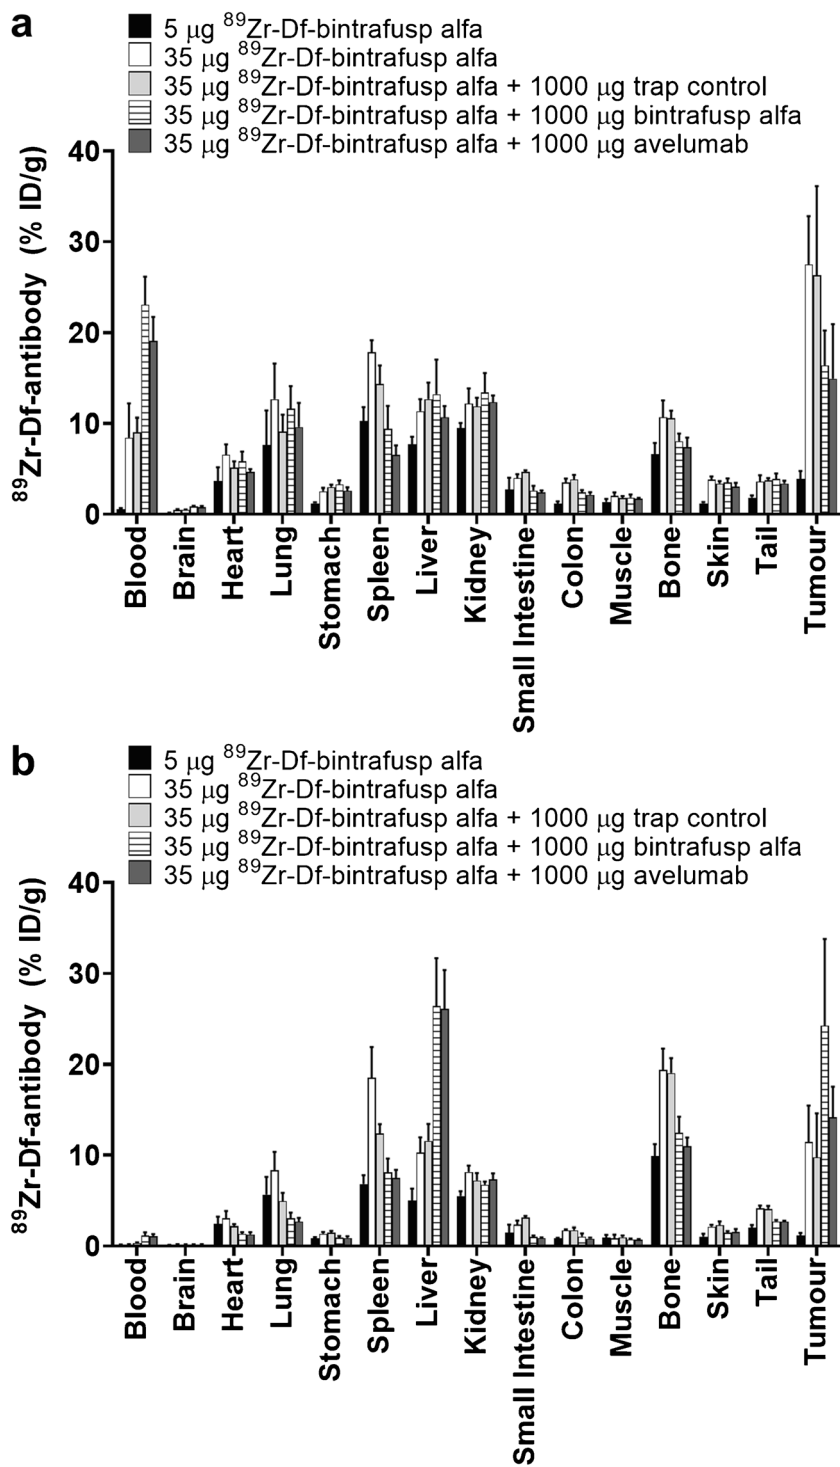 a
5 μg ⁸⁹Zr-Df-bintrafusp alfa
35 μg ⁸⁹Zr-Df-bintrafusp alfa
35 μg ⁸⁹Zr-Df-bintrafusp alfa + 1000 μg trap control
35 μg ⁸⁹Zr-Df-bintrafusp alfa + 1000 μg bintrafusp alfa
35 μg ⁸⁹Zr-Df-bintrafusp alfa + 1000 μg avelumab
⁸⁹Zr-Df-antibody (% ID/g)
40
30
20
10
0
Blood
Brain
Heart
Lung
Stomach
Spleen
Liver
Kidney
Small Intestine
Colon
Muscle
Bone
Skin
Tail
Tumour
b
5 μg ⁸⁹Zr-Df-bintrafusp alfa
35 μg ⁸⁹Zr-Df-bintrafusp alfa
35 μg ⁸⁹Zr-Df-bintrafusp alfa + 1000 μg trap control
35 μg ⁸⁹Zr-Df-bintrafusp alfa + 1000 μg bintrafusp alfa
35 μg ⁸⁹Zr-Df-bintrafusp alfa + 1000 μg avelumab
⁸⁹Zr-Df-antibody (% ID/g)
40
30
20
10
0
Blood
Brain
Heart
Lung
Stomach
Spleen
Liver
Kidney
Small Intestine
Colon
Muscle
Bone
Skin
Tail
Tumour